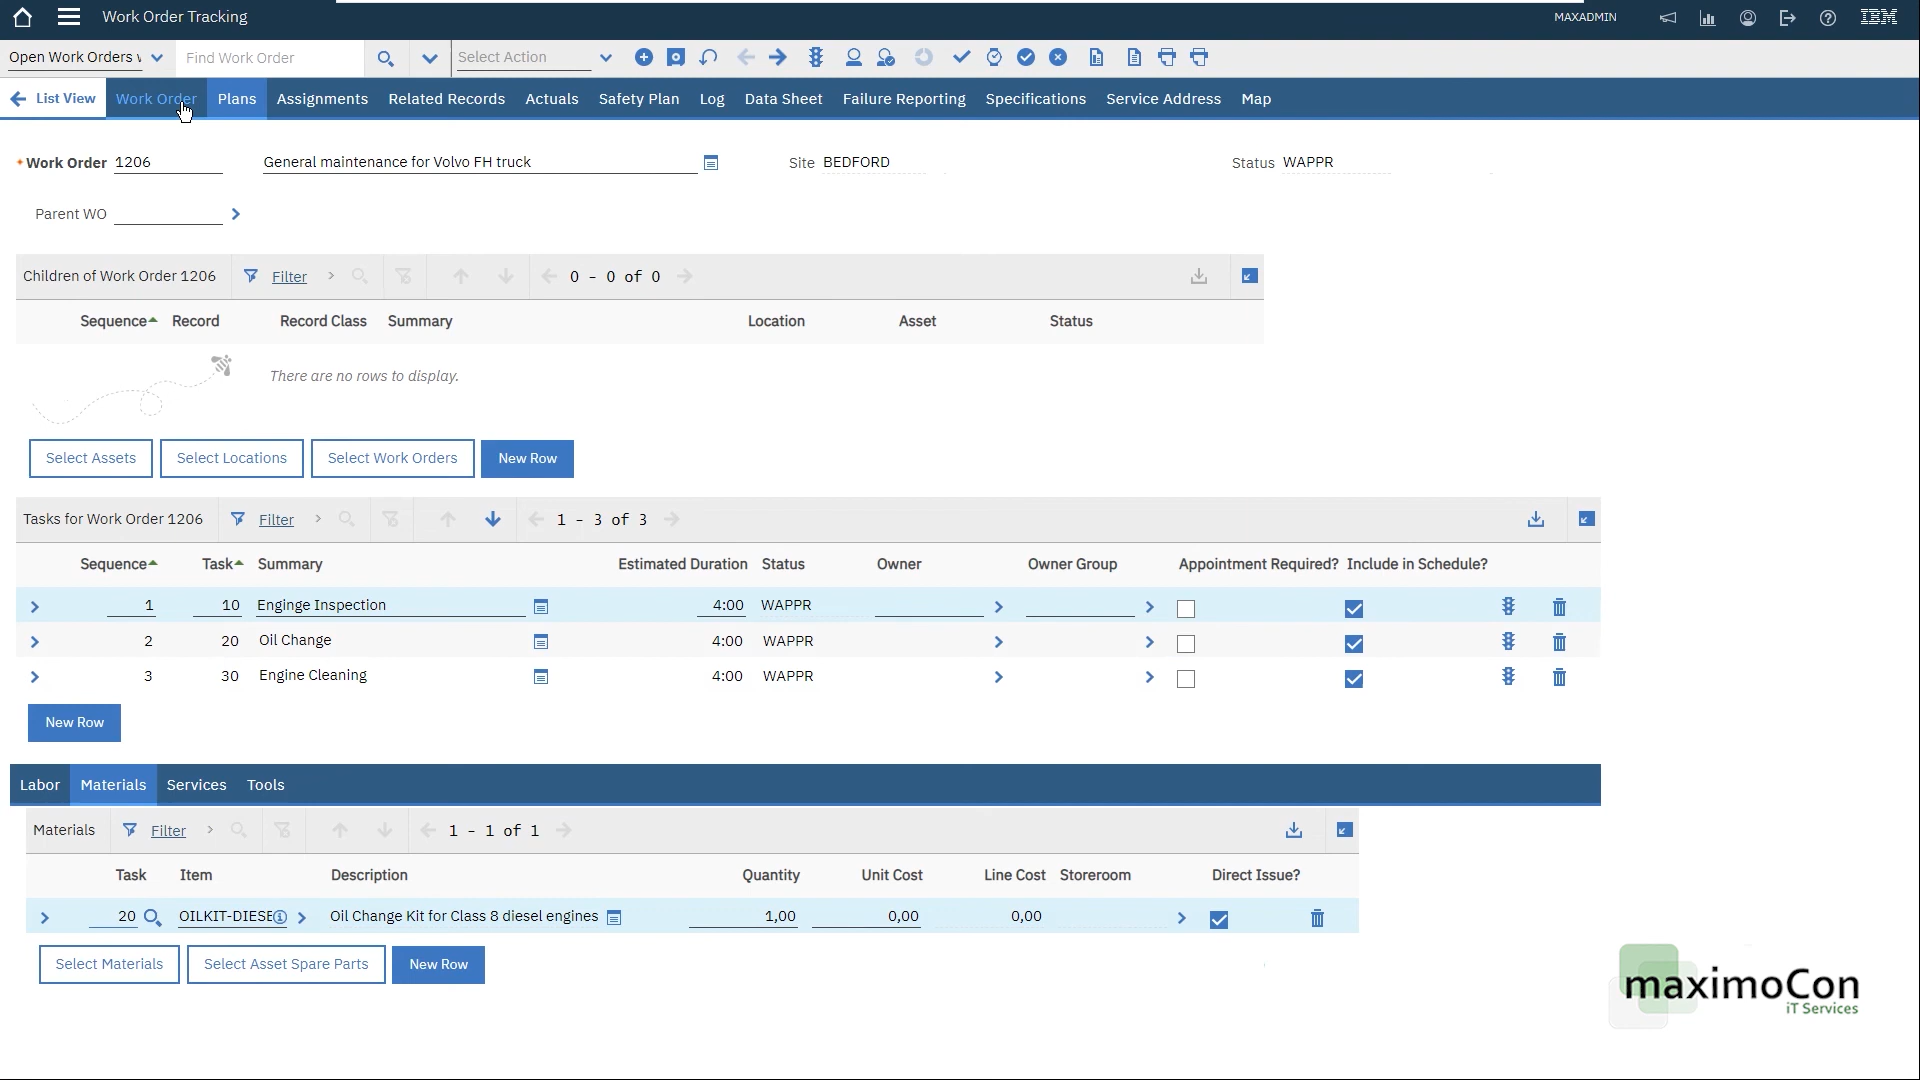 Work Order Tracking
MAXADMIN
IBM
Open Work Orders
Find Work Order
Select Action
List View
Work Order Plans Assignments Related Records Actuals Safety Plan Log Data Sheet Failure Reporting Specifications Service Address Map
Work Order 1206 General maintenance for Volvo FH truck Site BEDFORD Status WAPPR
Parent WO
Children of Work Order 1206 Filter 0 - 0 of 0
Sequence Record Record Class Summary Location Asset Status
There are no rows to display.
Select Assets Select Locations Select Work Orders New Row
Tasks for Work Order 1206 Filter 1 - 3 of 3
Sequence Task Summary Estimated Duration Status Owner Owner Group Appointment Required? Include in Schedule?
1 10 Enginge Inspection 4:00 WAPPR
2 20 Oil Change 4:00 WAPPR
3 30 Engine Cleaning 4:00 WAPPR
New Row
Labor Materials Services Tools
Materials Filter 1 - 1 of 1
Task Item Description Quantity Unit Cost Line Cost Storeroom Direct Issue?
20 OILKIT-DIESE Oil Change Kit for Class 8 diesel engines 1,00 0,00 0,00
Select Materials Select Asset Spare Parts New Row
maximoCon
iT Services